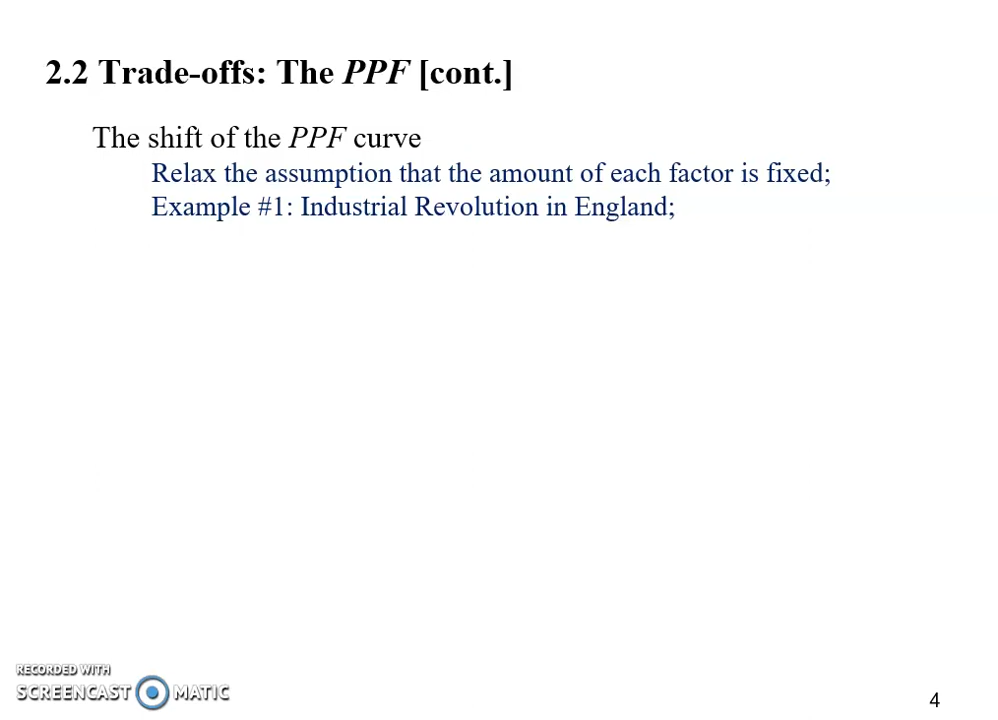 2.2 Trade-offs: The PPF [cont.]
The shift of the PPF curve
Relax the assumption that the amount of each factor is fixed;
Example #1: Industrial Revolution in England;
RECORDED WITH
SCREENCAST MATIC
4